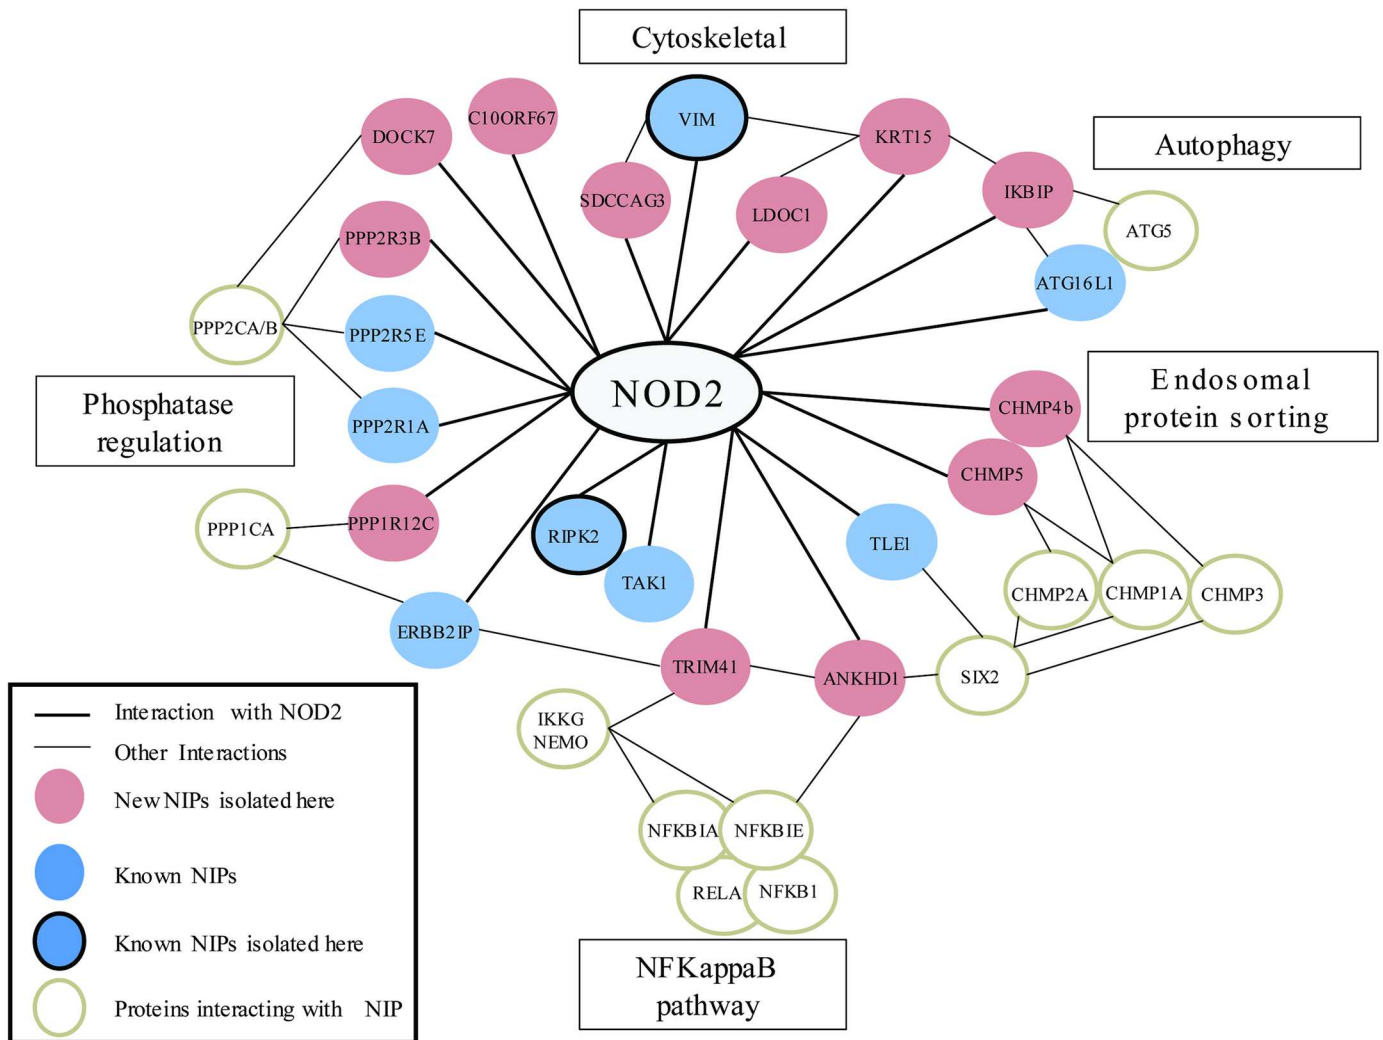 Cytoskeletal
VIM
C10ORF67
DOCK7
KRT15
Autophagy
SDCCAG3
LDOC1
IKBIP
ATG5
PPP2R3B
ATG16L1
PPP2CA/B
PPP2R5E
NOD2
Endosomal
protein sorting
Phosphatase
regulation
PPP2R1A
CHMP4b
CHMP5
PPP1CA
PPP1R12C
RIPK2
TAK1
TLE1
CHMP2A
CHMP1A
CHMP3
ERBB2IP
TRIM41
ANKHD1
SIX2
IKKG
NEMO
NFKBIA
NFKBIE
RELA
NFKB1
NFKappaB
pathway
Interaction with NOD2
Other Interactions
New NIPs isolated here
Known NIPs
Known NIPs isolated here
Proteins interacting with NIP